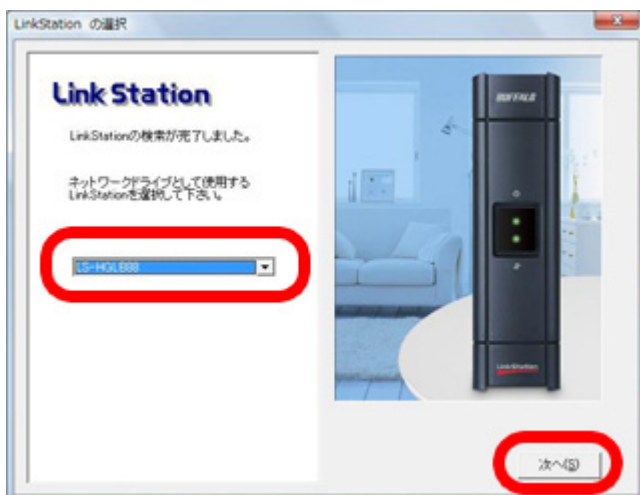 LinkStation の選択
Link Station
LinkStationの検索が完了しました。
ネットワークドライブとして使用する
LinkStationを選択して下さい。
LS-HGLB88
BUFFALO
LinkStation
次へ(S)